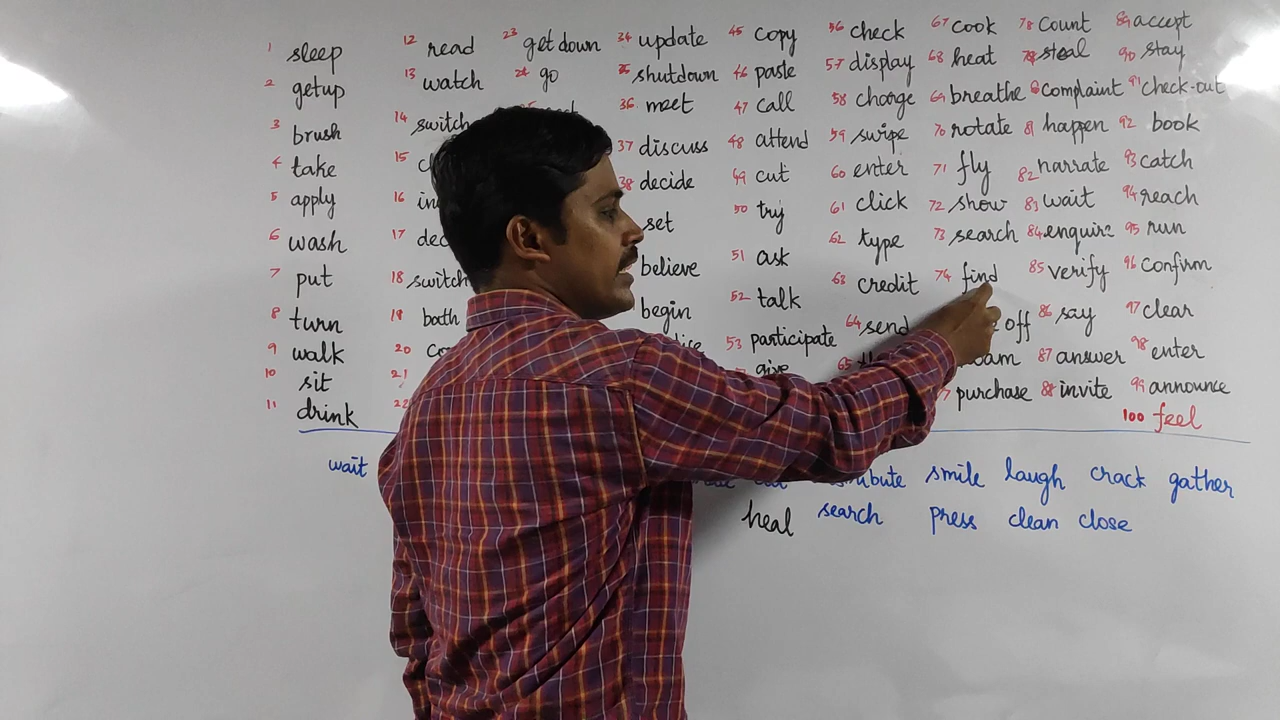 1 sleep
2 getup
3 brush
4 take
5 apply
6 wash
7 put
8 turn
9 walk
10 sit
11 drink
12 read
13 watch
14 switch
15
16
17
18 switch
19 bath
20
21
22
23 get down
24 go
25
34 update
35 shutdown
36 meet
37 discuss
38 decide
set
believe
begin
45 copy
46 paste
47 call
48 attend
49 cut
50 try
51 ask
52 talk
53 participate
give
56 check
57 display
58 charge
59 swipe
60 enter
61 click
62 type
63 credit
64 send
65
67 cook
68 heat
69 breathe
70 rotate
71 fly
72 show
73 search
74 find
off
purchase
78 count
79 steal
80 complaint
81 happen
82 narrate
83 wait
84 enquire
85 verify
86 say
87 answer
88 invite
89 accept
90 stay
91 check-out
92 book
93 catch
94 reach
95 run
96 confirm
97 clear
98 enter
99 announce
100 feel
wait smile laugh crack gather
heal search press clean close